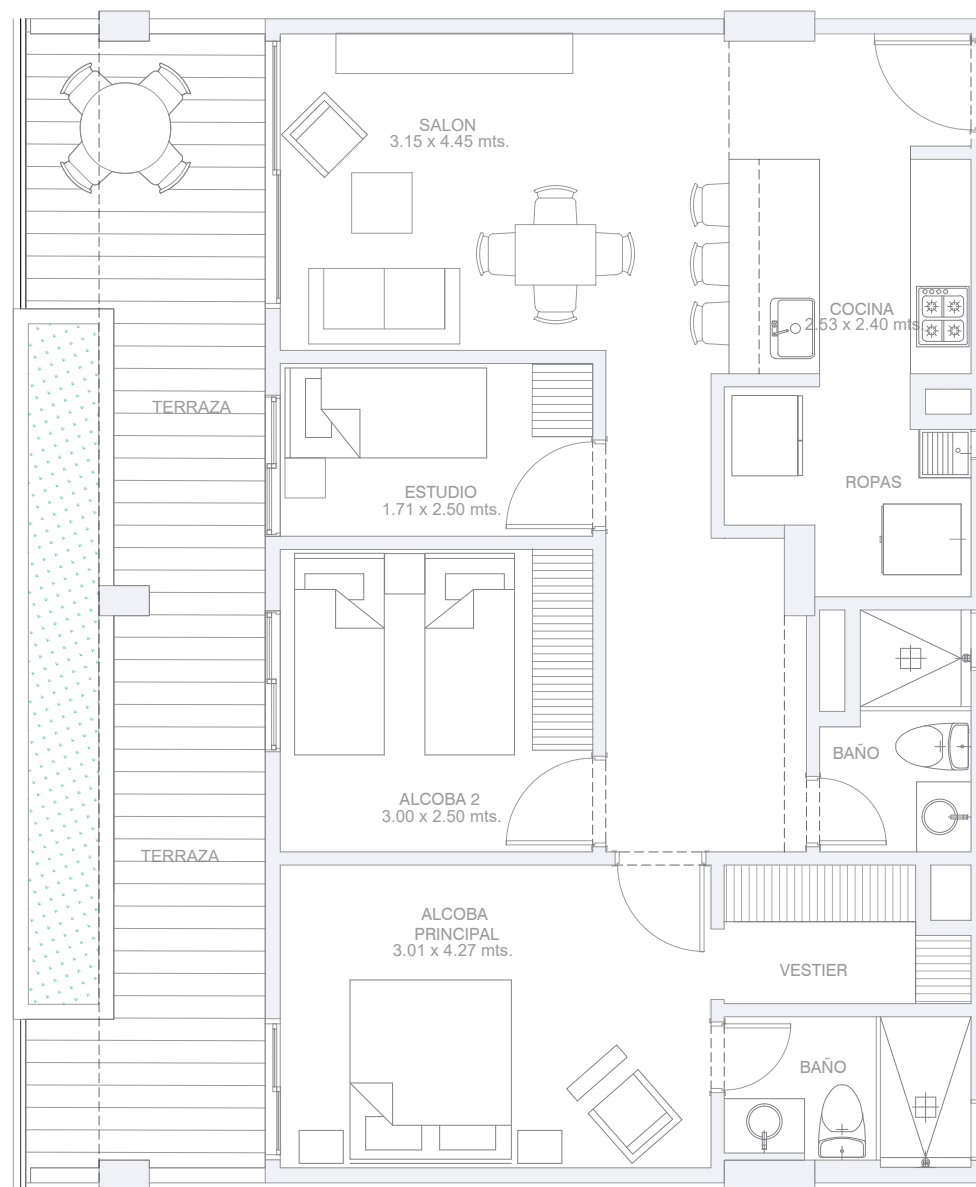 SALON
3.15 x 4.45 mts.
COCINA
2.53 x 2.40 mts.
TERRAZA
ESTUDIO
1.71 x 2.50 mts.
ROPAS
BAÑO
ALCOBA 2
3.00 x 2.50 mts.
TERRAZA
ALCOBA
PRINCIPAL
3.01 x 4.27 mts.
VESTIER
BAÑO